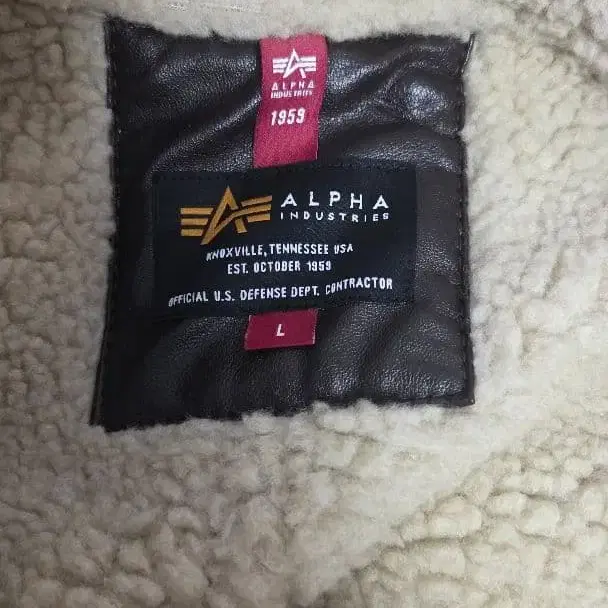 ALPHA
INDUSTRIES
1959
ALPHA
INDUSTRIES
KNOXVILLE, TENNESSEE USA
EST. OCTOBER 1959
OFFICIAL U.S. DEFENSE DEPT. CONTRACTOR
L